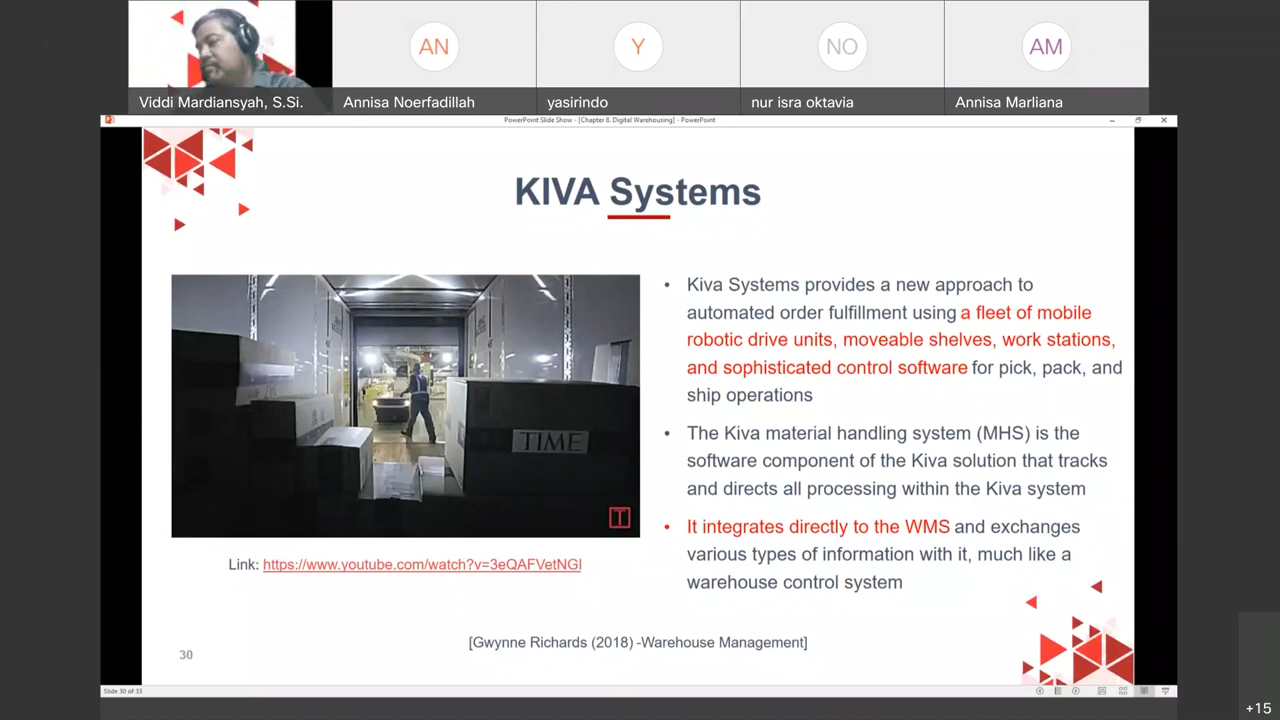 AN
Y
NO
AM
Viddi Mardiansyah, S.Si.
Annisa Noerfadillah
yasirindo
nur isra oktavia
Annisa Marliana
PowerPoint Slide Show - [Chapter 8. Digital Warehousing] - PowerPoint
KIVA Systems
TIME
T
Link: https://www.youtube.com/watch?v=3eQAFVetNGI
• Kiva Systems provides a new approach to
automated order fulfillment using a fleet of mobile
robotic drive units, moveable shelves, work stations,
and sophisticated control software for pick, pack, and
ship operations
• The Kiva material handling system (MHS) is the
software component of the Kiva solution that tracks
and directs all processing within the Kiva system
• It integrates directly to the WMS and exchanges
various types of information with it, much like a
warehouse control system
[Gwynne Richards (2018) -Warehouse Management]
30
Slide 30 of 33
+15